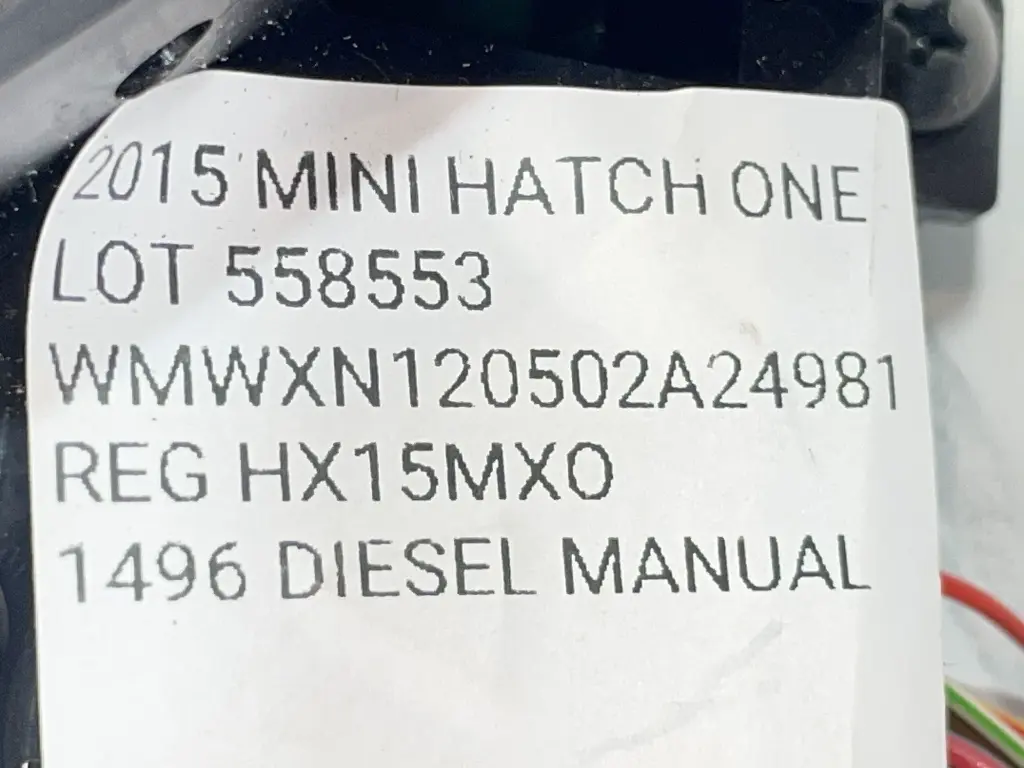 2015 MINI HATCH ONE
LOT 558553
WMWXN120502A24981
REG HX15MXO
1496 DIESEL MANUAL